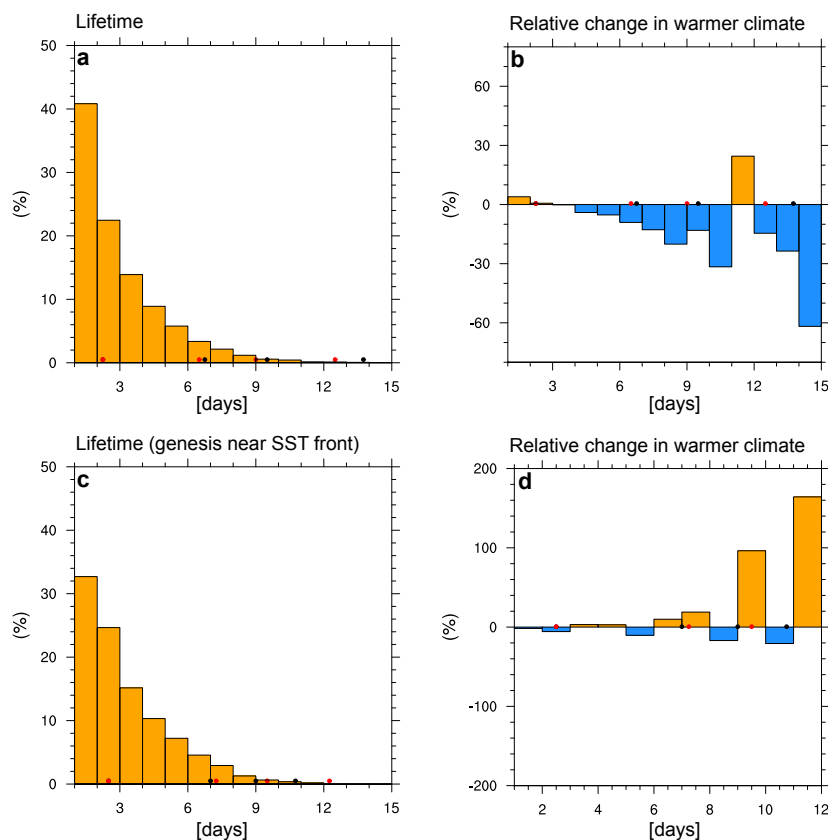 Lifetime
a
50
40
30
20
10
0
(%)
3 6 9 12 15
[days]
Relative change in warmer climate
b
60
30
0
-30
-60
(%)
3 6 9 12 15
[days]
Lifetime (genesis near SST front)
c
50
40
30
20
10
0
(%)
3 6 9 12 15
[days]
Relative change in warmer climate
d
200
100
0
-100
-200
(%)
2 4 6 8 10 12
[days]